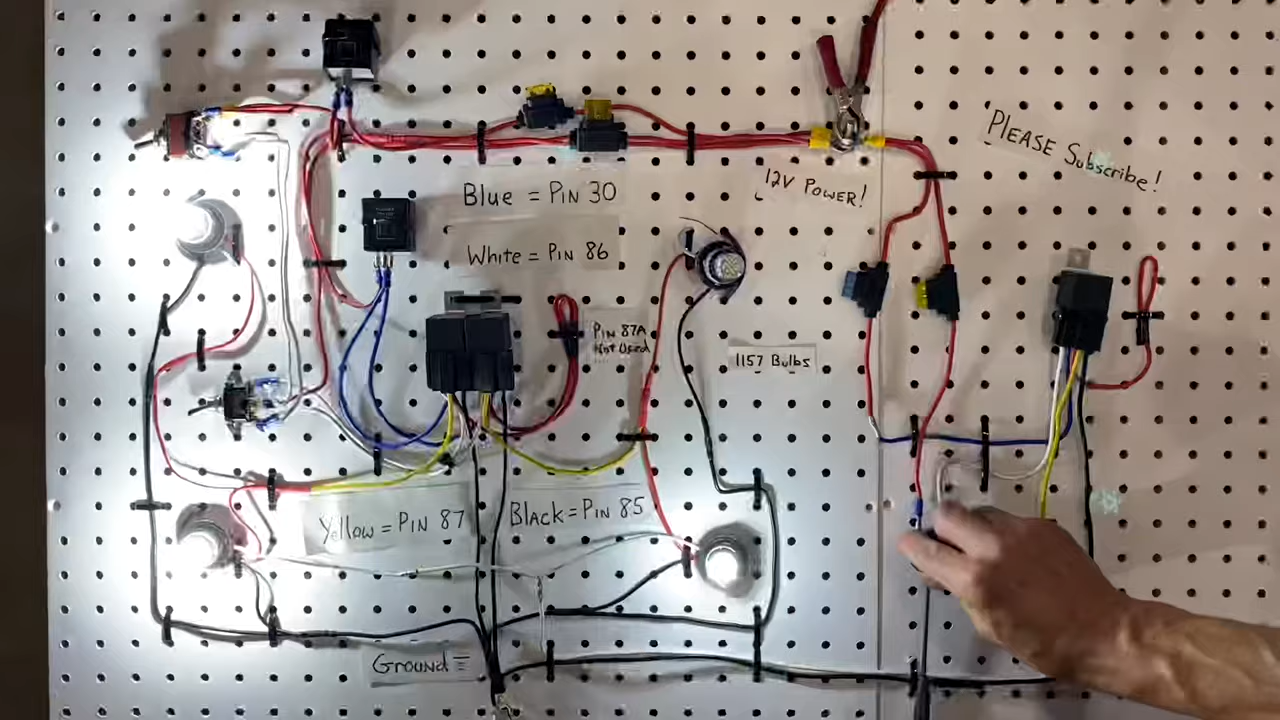 PLEASE Subscribe!
12V POWER!
Blue = PIN 30
White = PIN 86
PIN 87A
Not Used
1157 Bulbs
Yellow = PIN 87
Black = PIN 85
Ground